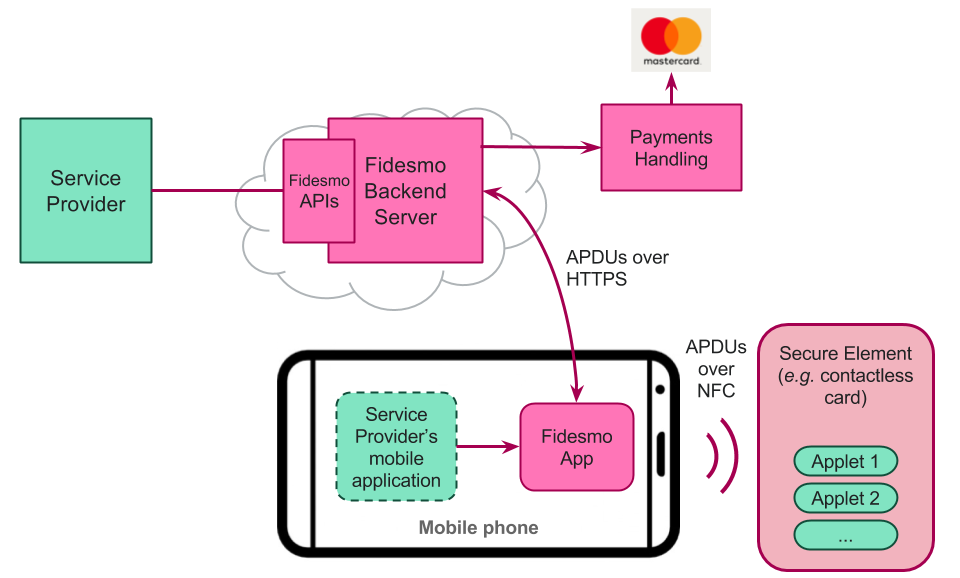 mastercard.
Payments
Handling
Service
Provider
Fidesmo
APIs
Fidesmo
Backend
Server
APDUs over
HTTPS
APDUs
over
NFC
Secure Element
(e.g. contactless
card)
Service
Provider’s
mobile
application
Fidesmo
App
Applet 1
Applet 2
...
Mobile phone